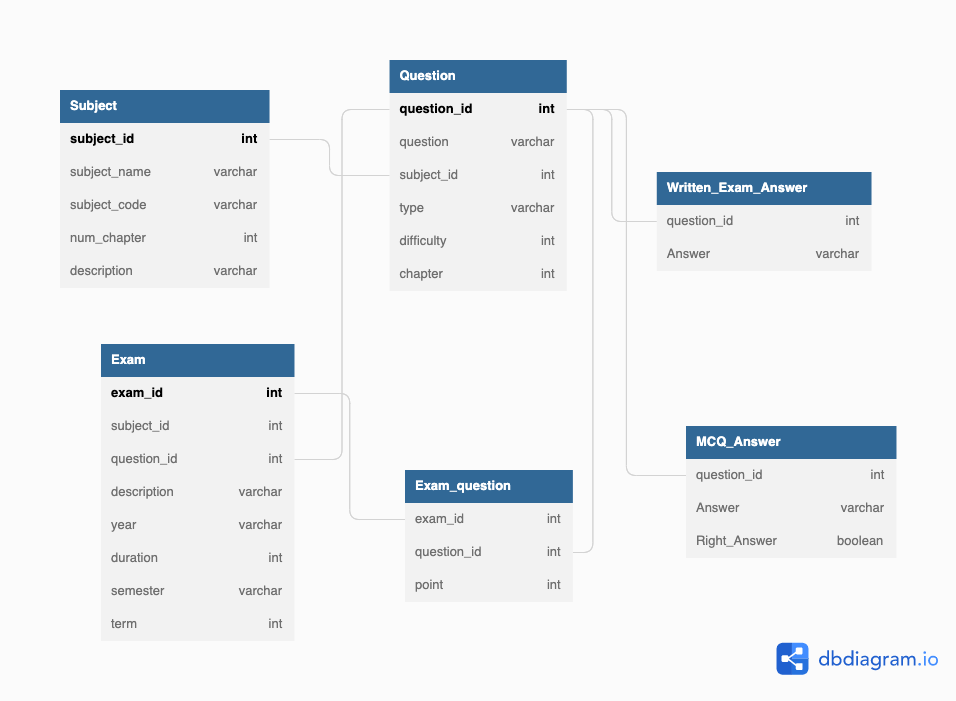 Question
question_id int
question varchar
subject_id int
type varchar
difficulty int
chapter int
Subject
subject_id int
subject_name varchar
subject_code varchar
num_chapter int
description varchar
Written_Exam_Answer
question_id int
Answer varchar
Exam
exam_id int
subject_id int
question_id int
description varchar
year varchar
duration int
semester varchar
term int
Exam_question
exam_id int
question_id int
point int
MCQ_Answer
question_id int
Answer varchar
Right_Answer boolean
dbdiagram.io